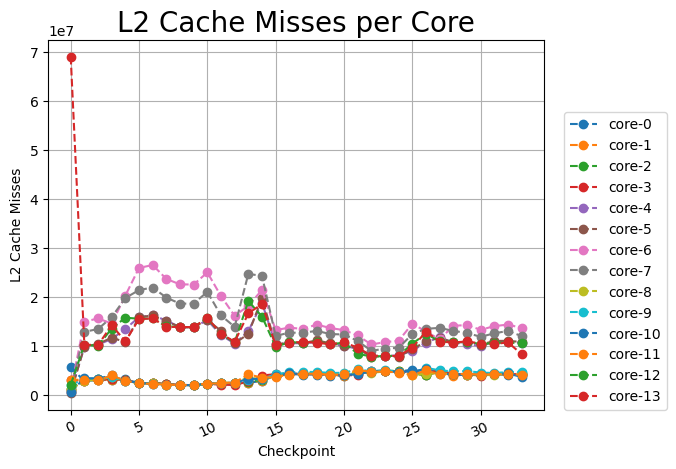 L2 Cache Misses per Core
1e7
7
6
5
4
3
2
1
0
L2 Cache Misses
0 5 10 15 20 25 30
Checkpoint
core-0
core-1
core-2
core-3
core-4
core-5
core-6
core-7
core-8
core-9
core-10
core-11
core-12
core-13